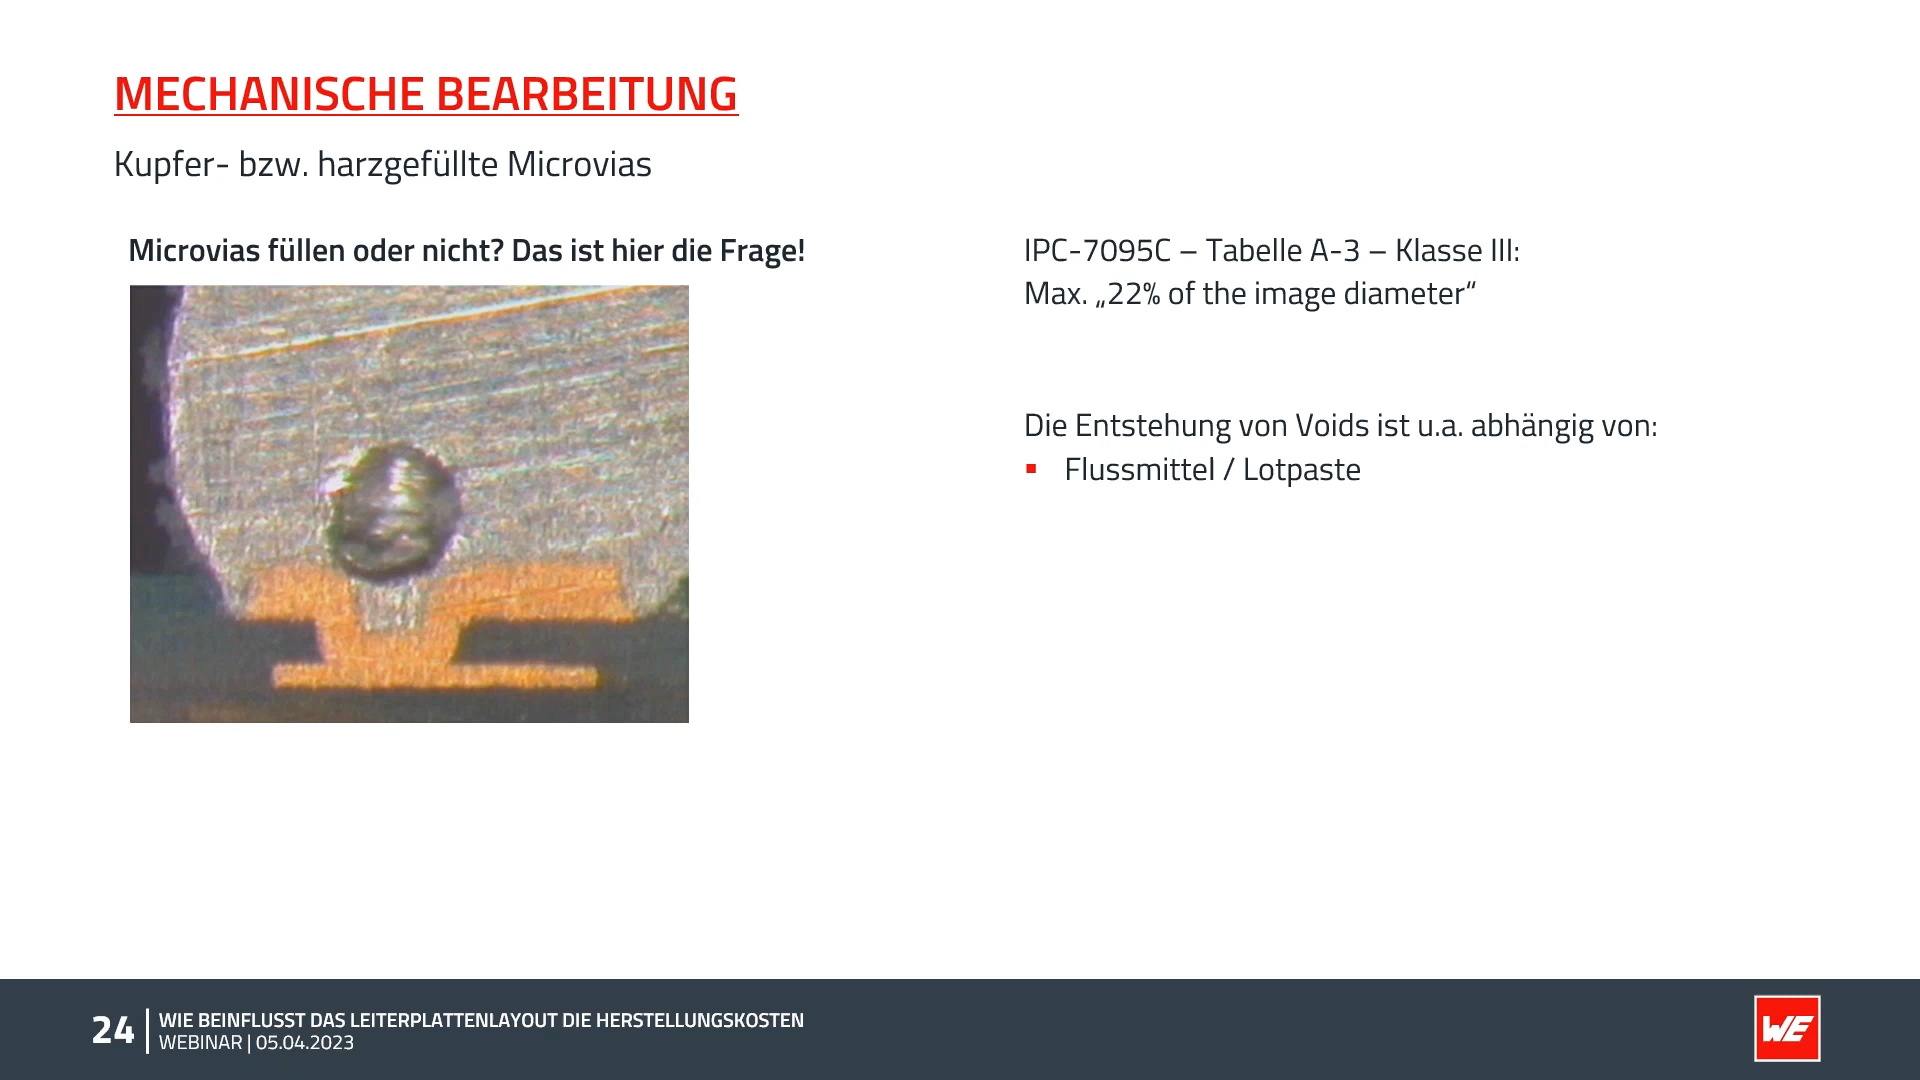 MECHANISCHE BEARBEITUNG
Kupfer- bzw. harzgefüllte Microvias
Microvias füllen oder nicht? Das ist hier die Frage!
IPC-7095C – Tabelle A-3 – Klasse III:
Max. „22% of the image diameter“
Die Entstehung von Voids ist u.a. abhängig von:
▪ Flussmittel / Lotpaste
24
WIE BEINFLUSST DAS LEITERPLATTENLAYOUT DIE HERSTELLUNGSKOSTEN
WEBINAR | 05.04.2023
WE